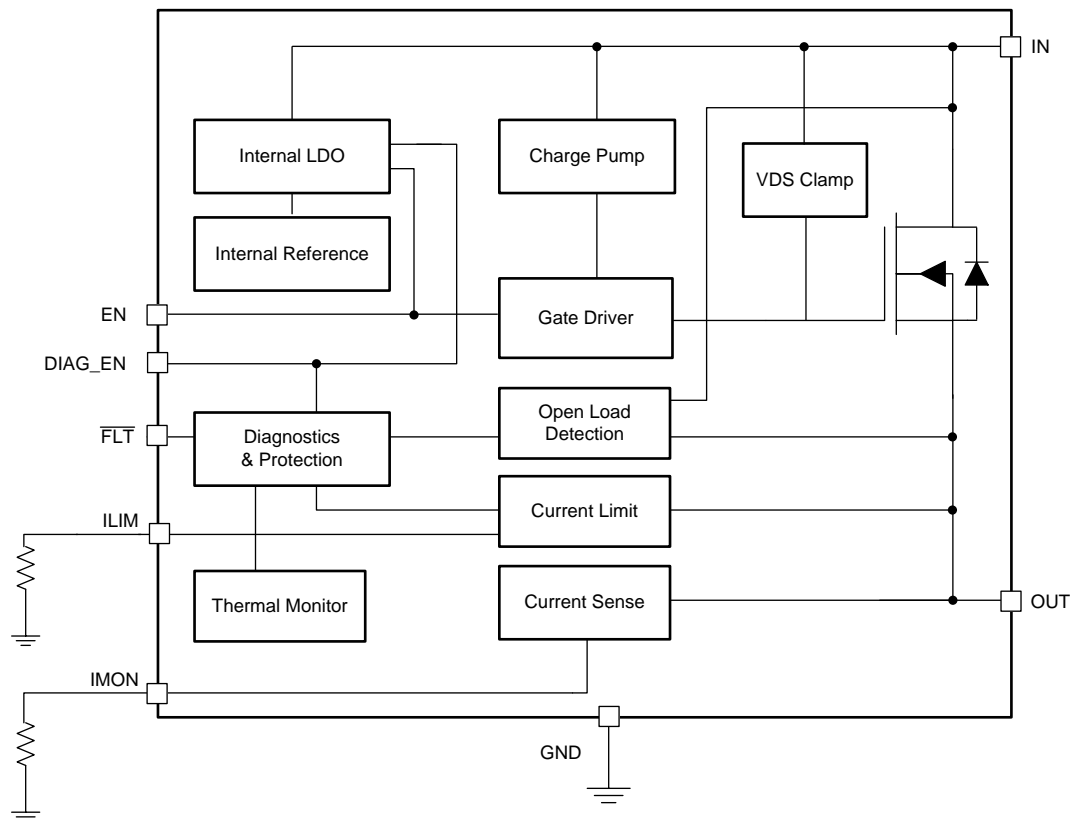 IN
Internal LDO
Charge Pump
VDS Clamp
Internal Reference
EN
Gate Driver
DIAG_EN
FLT
Diagnostics
& Protection
Open Load
Detection
ILIM
Current Limit
Thermal Monitor
Current Sense
OUT
IMON
GND